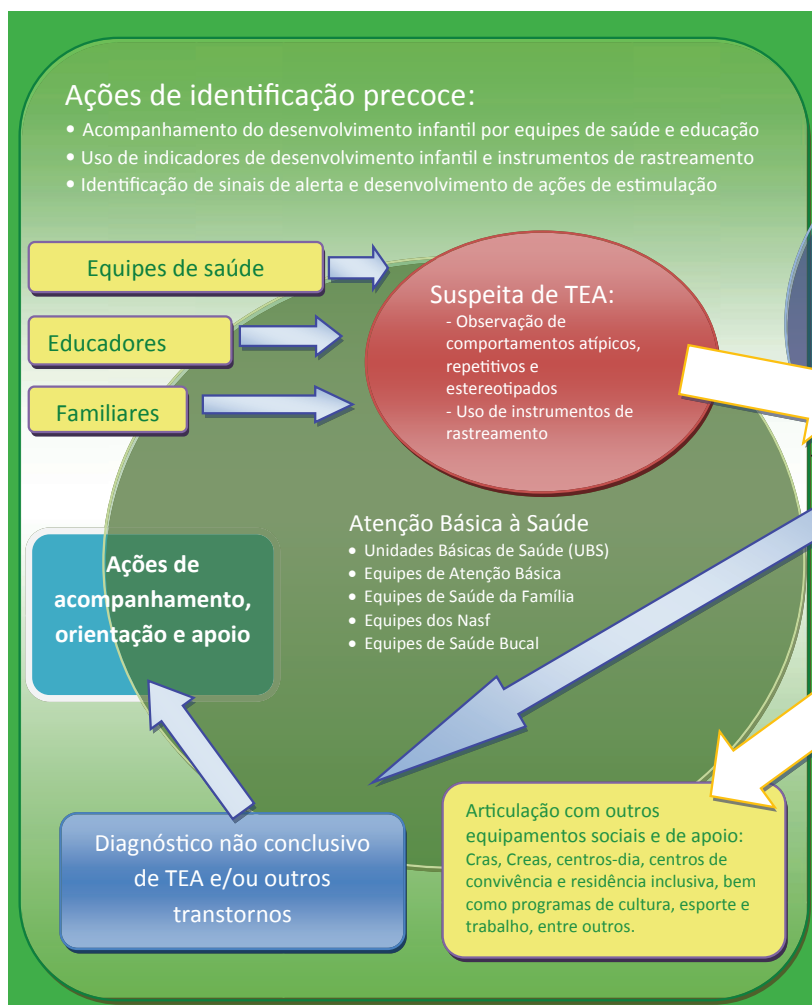 Ações de identificação precoce:
• Acompanhamento do desenvolvimento infantil por equipes de saúde e educação
• Uso de indicadores de desenvolvimento infantil e instrumentos de rastreamento
• Identificação de sinais de alerta e desenvolvimento de ações de estimulação
Equipes de saúde
Educadores
Familiares
Suspeita de TEA:
- Observação de
comportamentos atípicos,
repetitivos e
estereotipados
- Uso de instrumentos de
rastreamento
Atenção Básica à Saúde
• Unidades Básicas de Saúde (UBS)
• Equipes de Atenção Básica
• Equipes de Saúde da Família
• Equipes dos Nasf
• Equipes de Saúde Bucal
Ações de
acompanhamento,
orientação e apoio
Diagnóstico não conclusivo
de TEA e/ou outros
transtornos
Articulação com outros
equipamentos sociais e de apoio:
Cras, Creas, centros-dia, centros de
convivência e residência inclusiva, bem
como programas de cultura, esporte e
trabalho, entre outros.